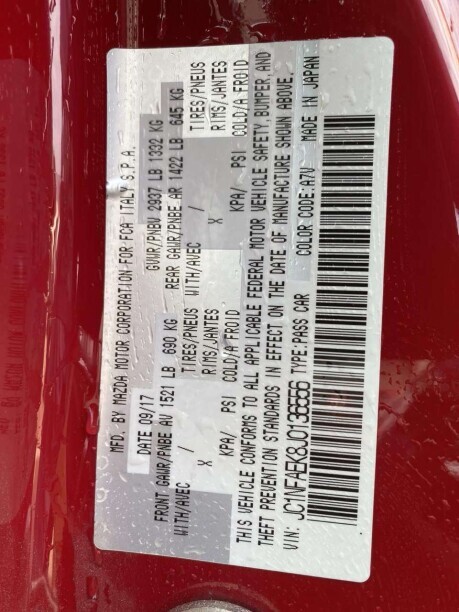 MFD. BY MAZDA MOTOR CORPORATION FOR FCA ITALY S.P.A.
DATE 09/17 GVWR/PNBV 2937 LB 1332 KG
FRONT GAWR/PNBE AV 1521 LB 690 KG REAR GAWR/PNBE AR 1422 LB 645 KG
WITH/AVEC / TIRES/PNEUS WITH/AVEC / TIRES/PNEUS
X RIMS/JANTES X RIMS/JANTES
KPA/ PSI COLD/A FROID KPA/ PSI COLD/A FROID
THIS VEHICLE CONFORMS TO ALL APPLICABLE FEDERAL MOTOR VEHICLE SAFETY, BUMPER, AND
THEFT PREVENTION STANDARDS IN EFFECT ON THE DATE OF MANUFACTURE SHOWN ABOVE.
VIN: JC1NFAEK8J0136556 TYPE:PASS CAR COLOR CODE:A7V MADE IN JAPAN